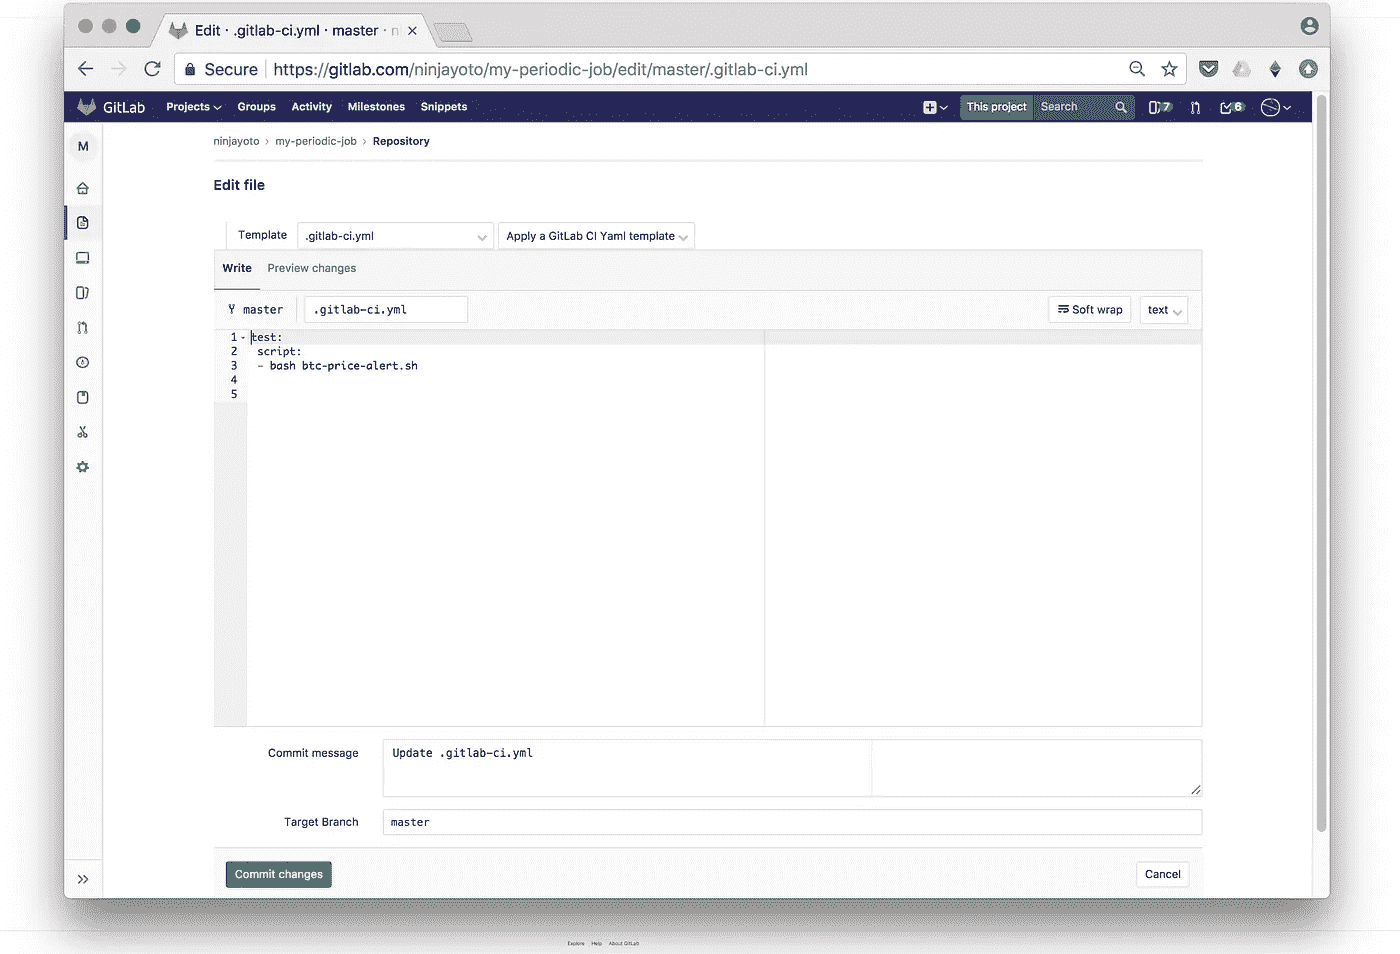 Edit · .gitlab-ci.yml · master · n
Secure https://gitlab.com/ninjayoto/my-periodic-job/edit/master/.gitlab-ci.yml
GitLab Projects Groups Activity Milestones Snippets This project Search 7 6
M
ninjayoto › my-periodic-job › Repository
Edit file
Template .gitlab-ci.yml Apply a GitLab CI Yaml template
Write Preview changes
master .gitlab-ci.yml Soft wrap text
1 test:
2 script:
3 - bash btc-price-alert.sh
4
5
Commit message Update .gitlab-ci.yml
Target Branch master
Commit changes Cancel
Explore Help About GitLab